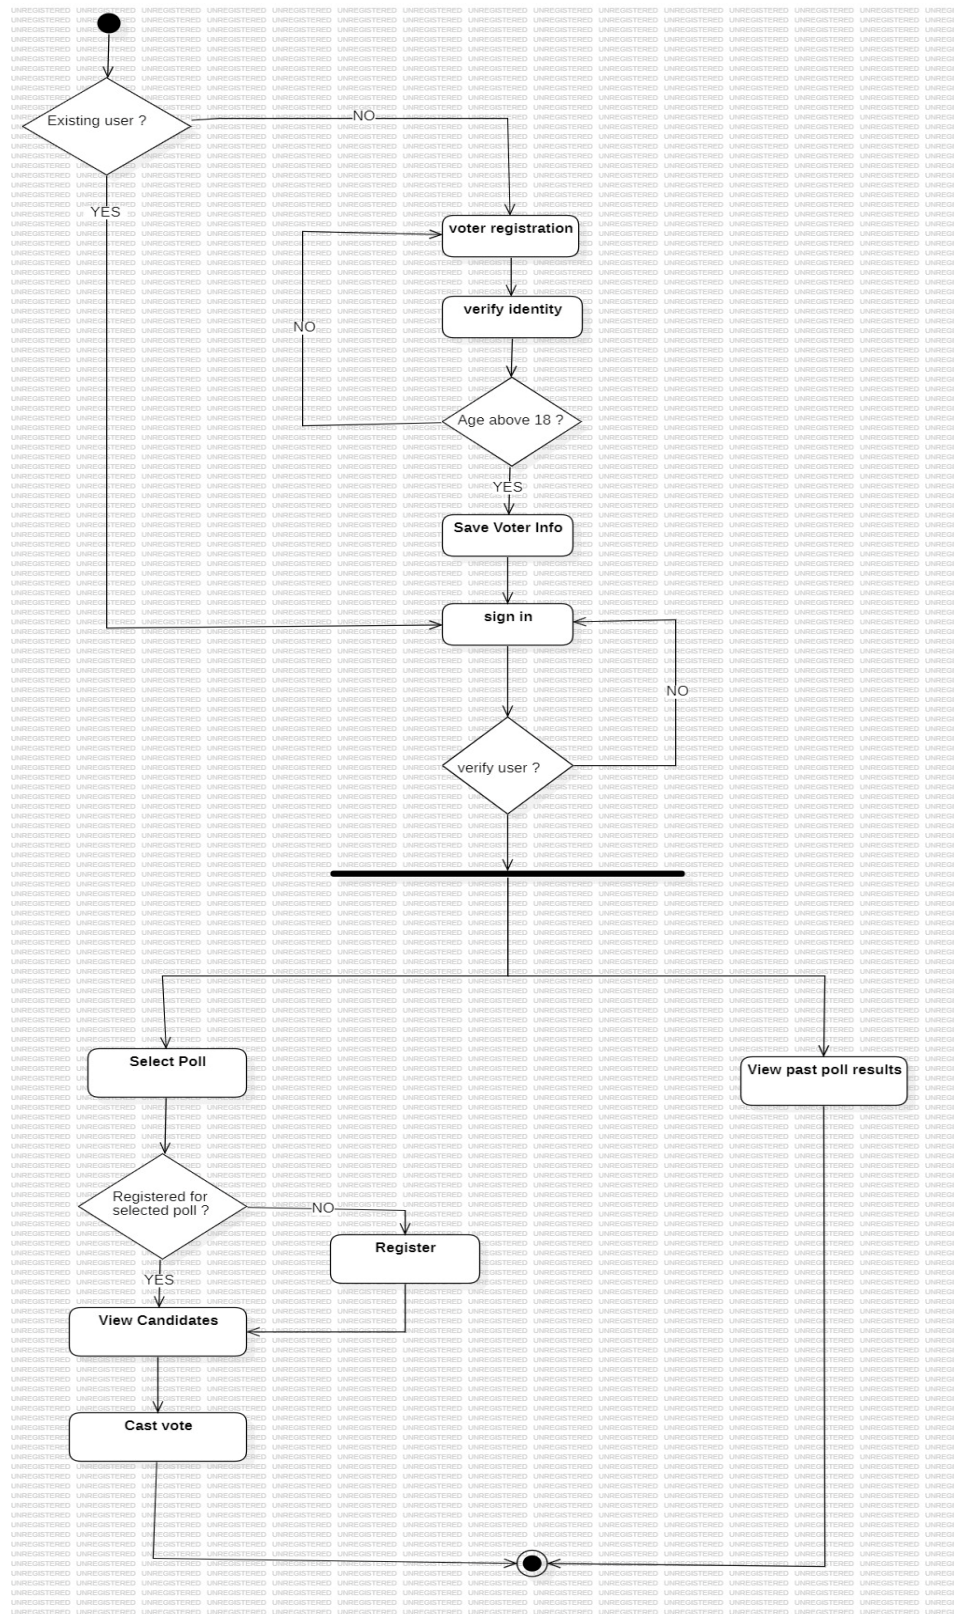 UNREGISTERED
Existing user ?
NO
YES
voter registration
verify identity
NO
Age above 18 ?
YES
Save Voter Info
sign in
NO
verify user ?
Select Poll
View past poll results
Registered for
selected poll ?
NO
Register
YES
View Candidates
Cast vote